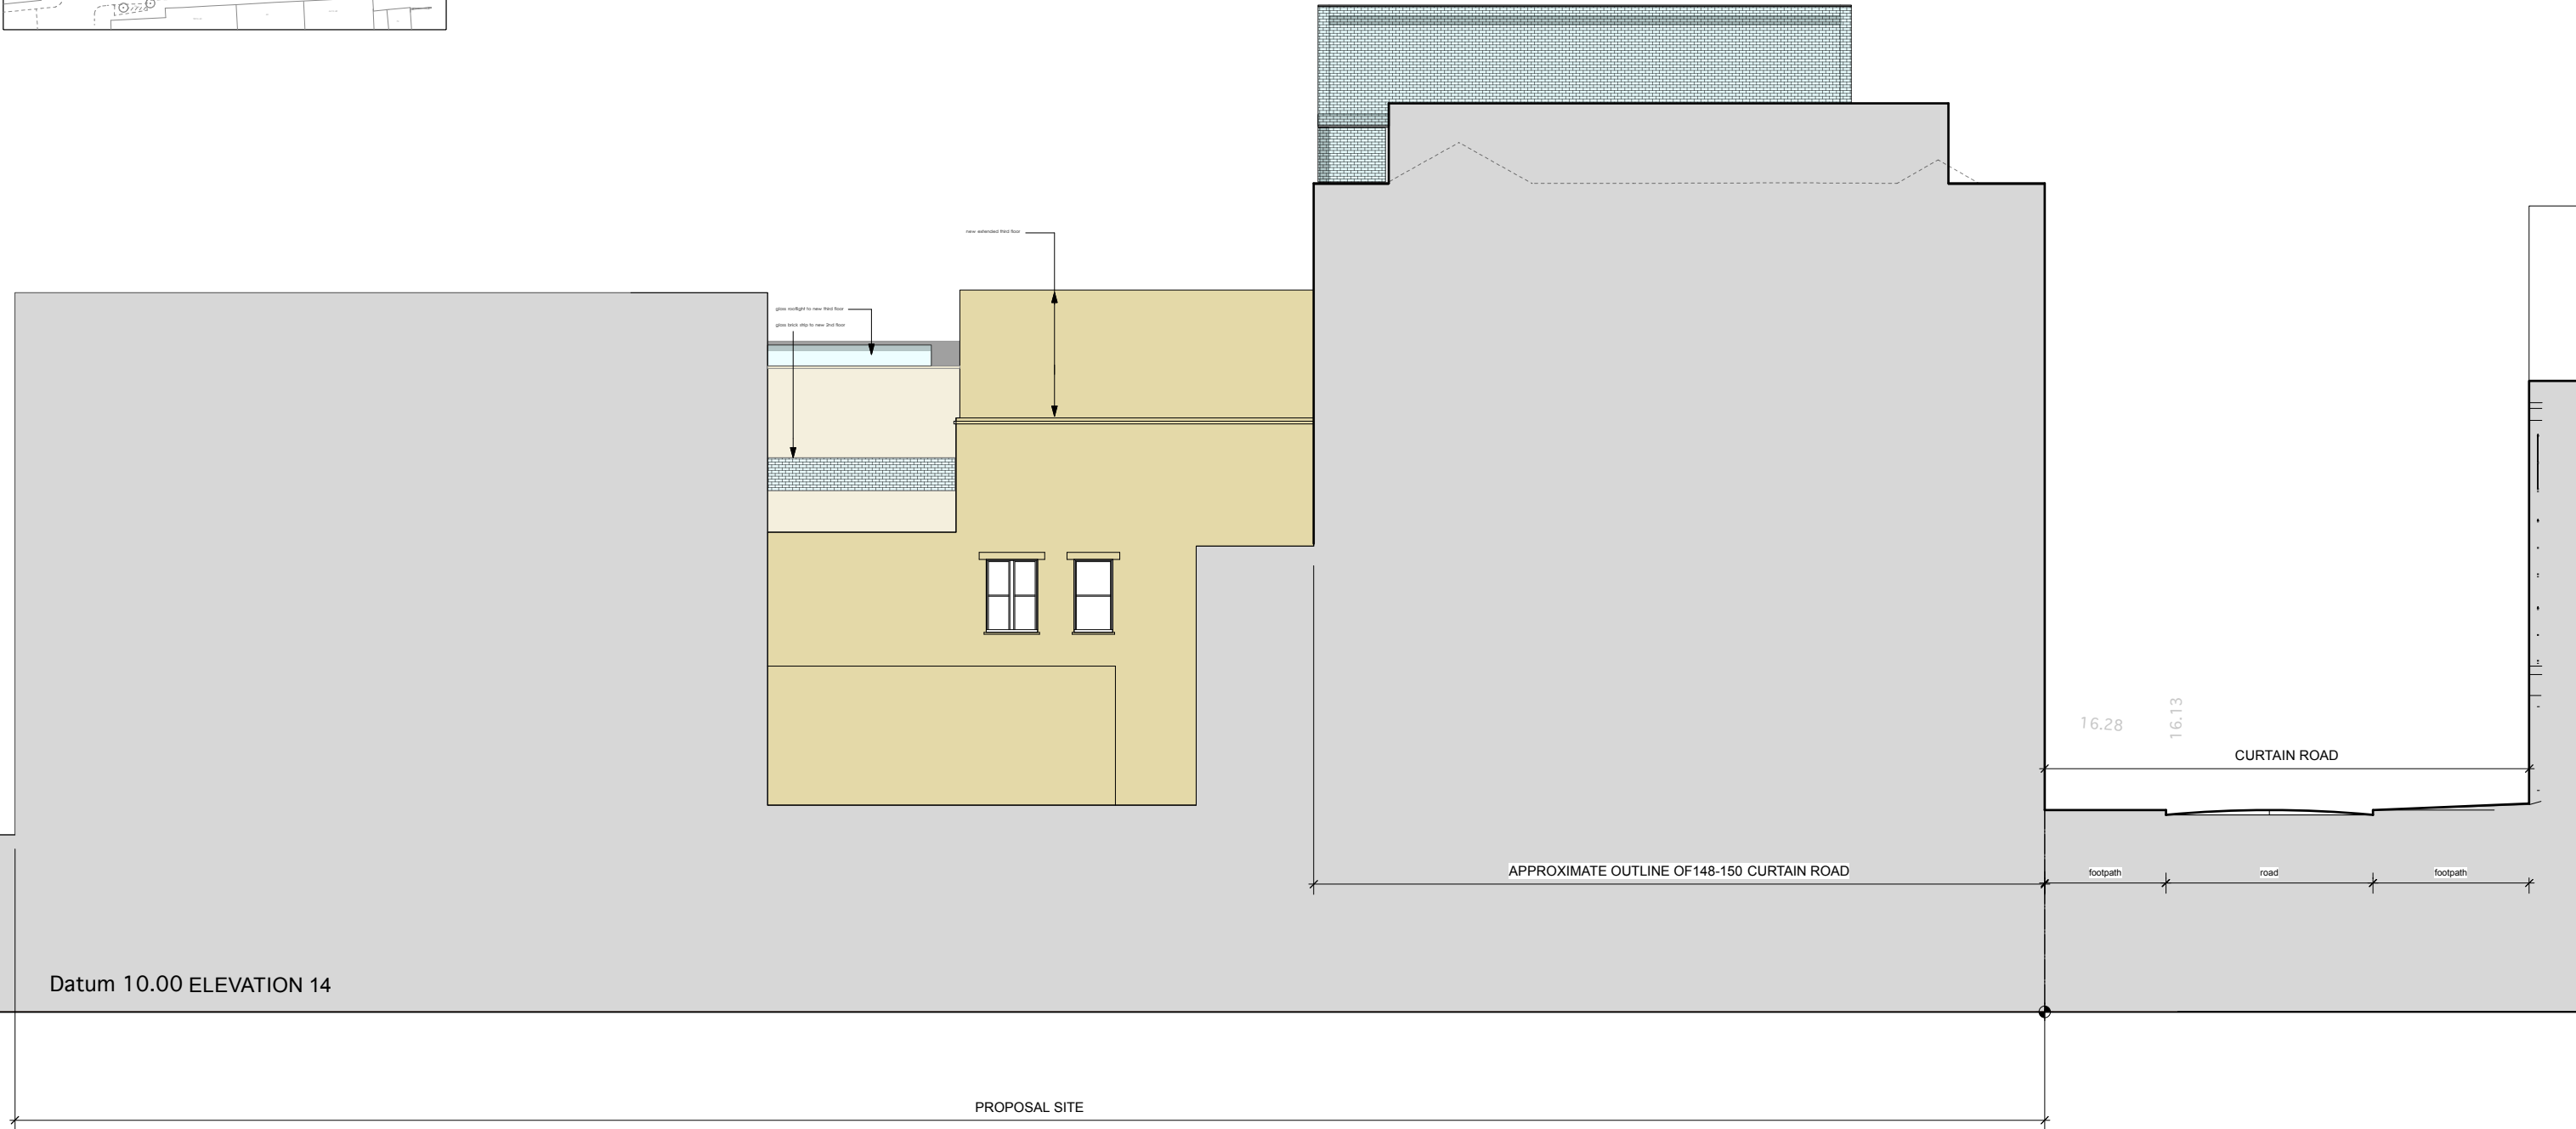 new extended third floor
glass rooflight to new third floor
glass brick strip to new 2nd floor
16.28
16.13
CURTAIN ROAD
APPROXIMATE OUTLINE OF148-150 CURTAIN ROAD
footpath
road
footpath
Datum 10.00 ELEVATION 14
PROPOSAL SITE